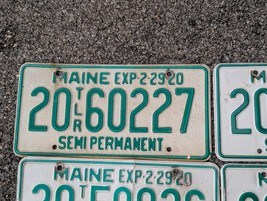 MAINE EXP·2·29·20
20 TLR 60227
SEMI PERMANENT
MAINE EXP·2·29·20